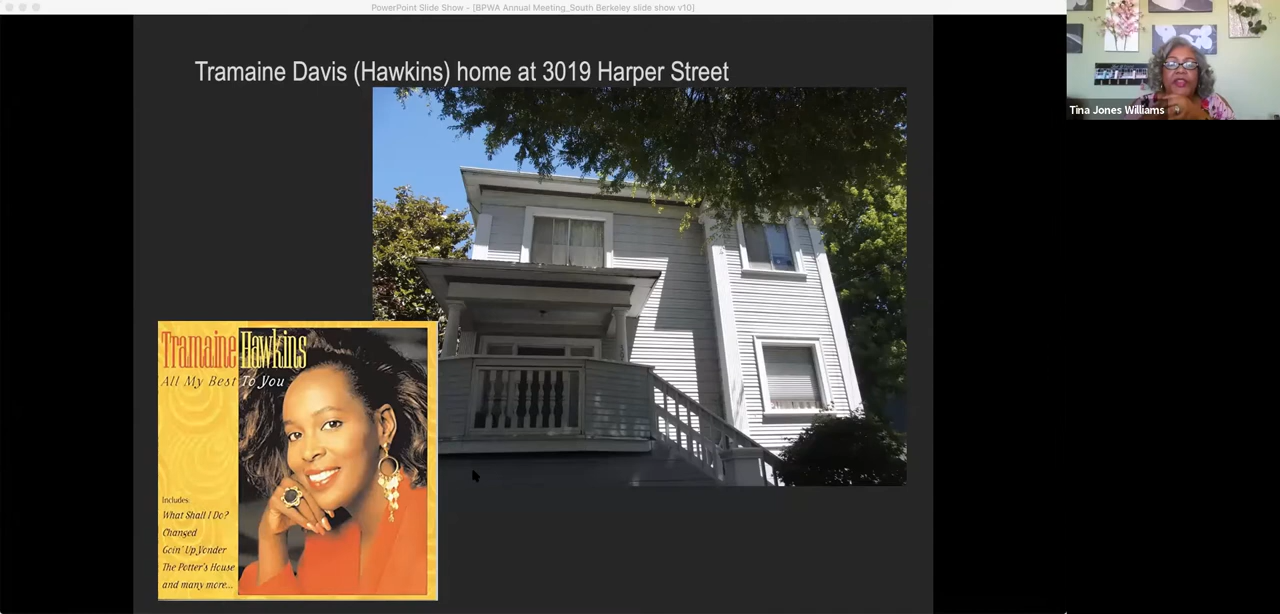 PowerPoint Slide Show - [BPWA Annual Meeting_South Berkeley slide show v10]
Tramaine Davis (Hawkins) home at 3019 Harper Street
Tina Jones Williams
Tramaine Hawkins
All My Best To You
Includes
What Shall I Do?
Changed
Goin' Up Yonder
The Potter's House
and many more...